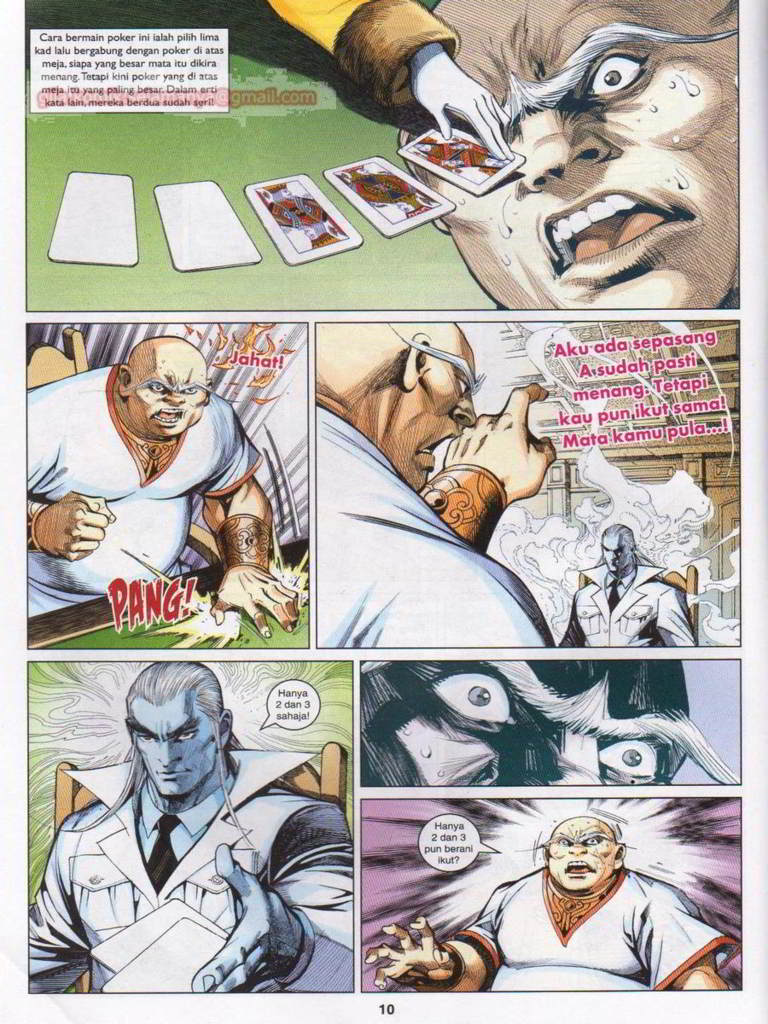 Cara bermain poker ini ialah pilih lima
kad lalu bergabung dengan poker di atas
meja, siapa yang besar mata itu dikira
menang. Tetapi kini poker yang di atas
meja itu yang paling besar. Dalam erti
kata lain, mereka berdua sudah seri!
@gmail.com
Jahat!
PANG!
Aku ada sepasang
A sudah pasti
menang. Tetapi
kau pun ikut sama!
Mata kamu pula...!
Hanya
2 dan 3
sahaja!
Hanya
2 dan 3
pun berani
ikut?
10